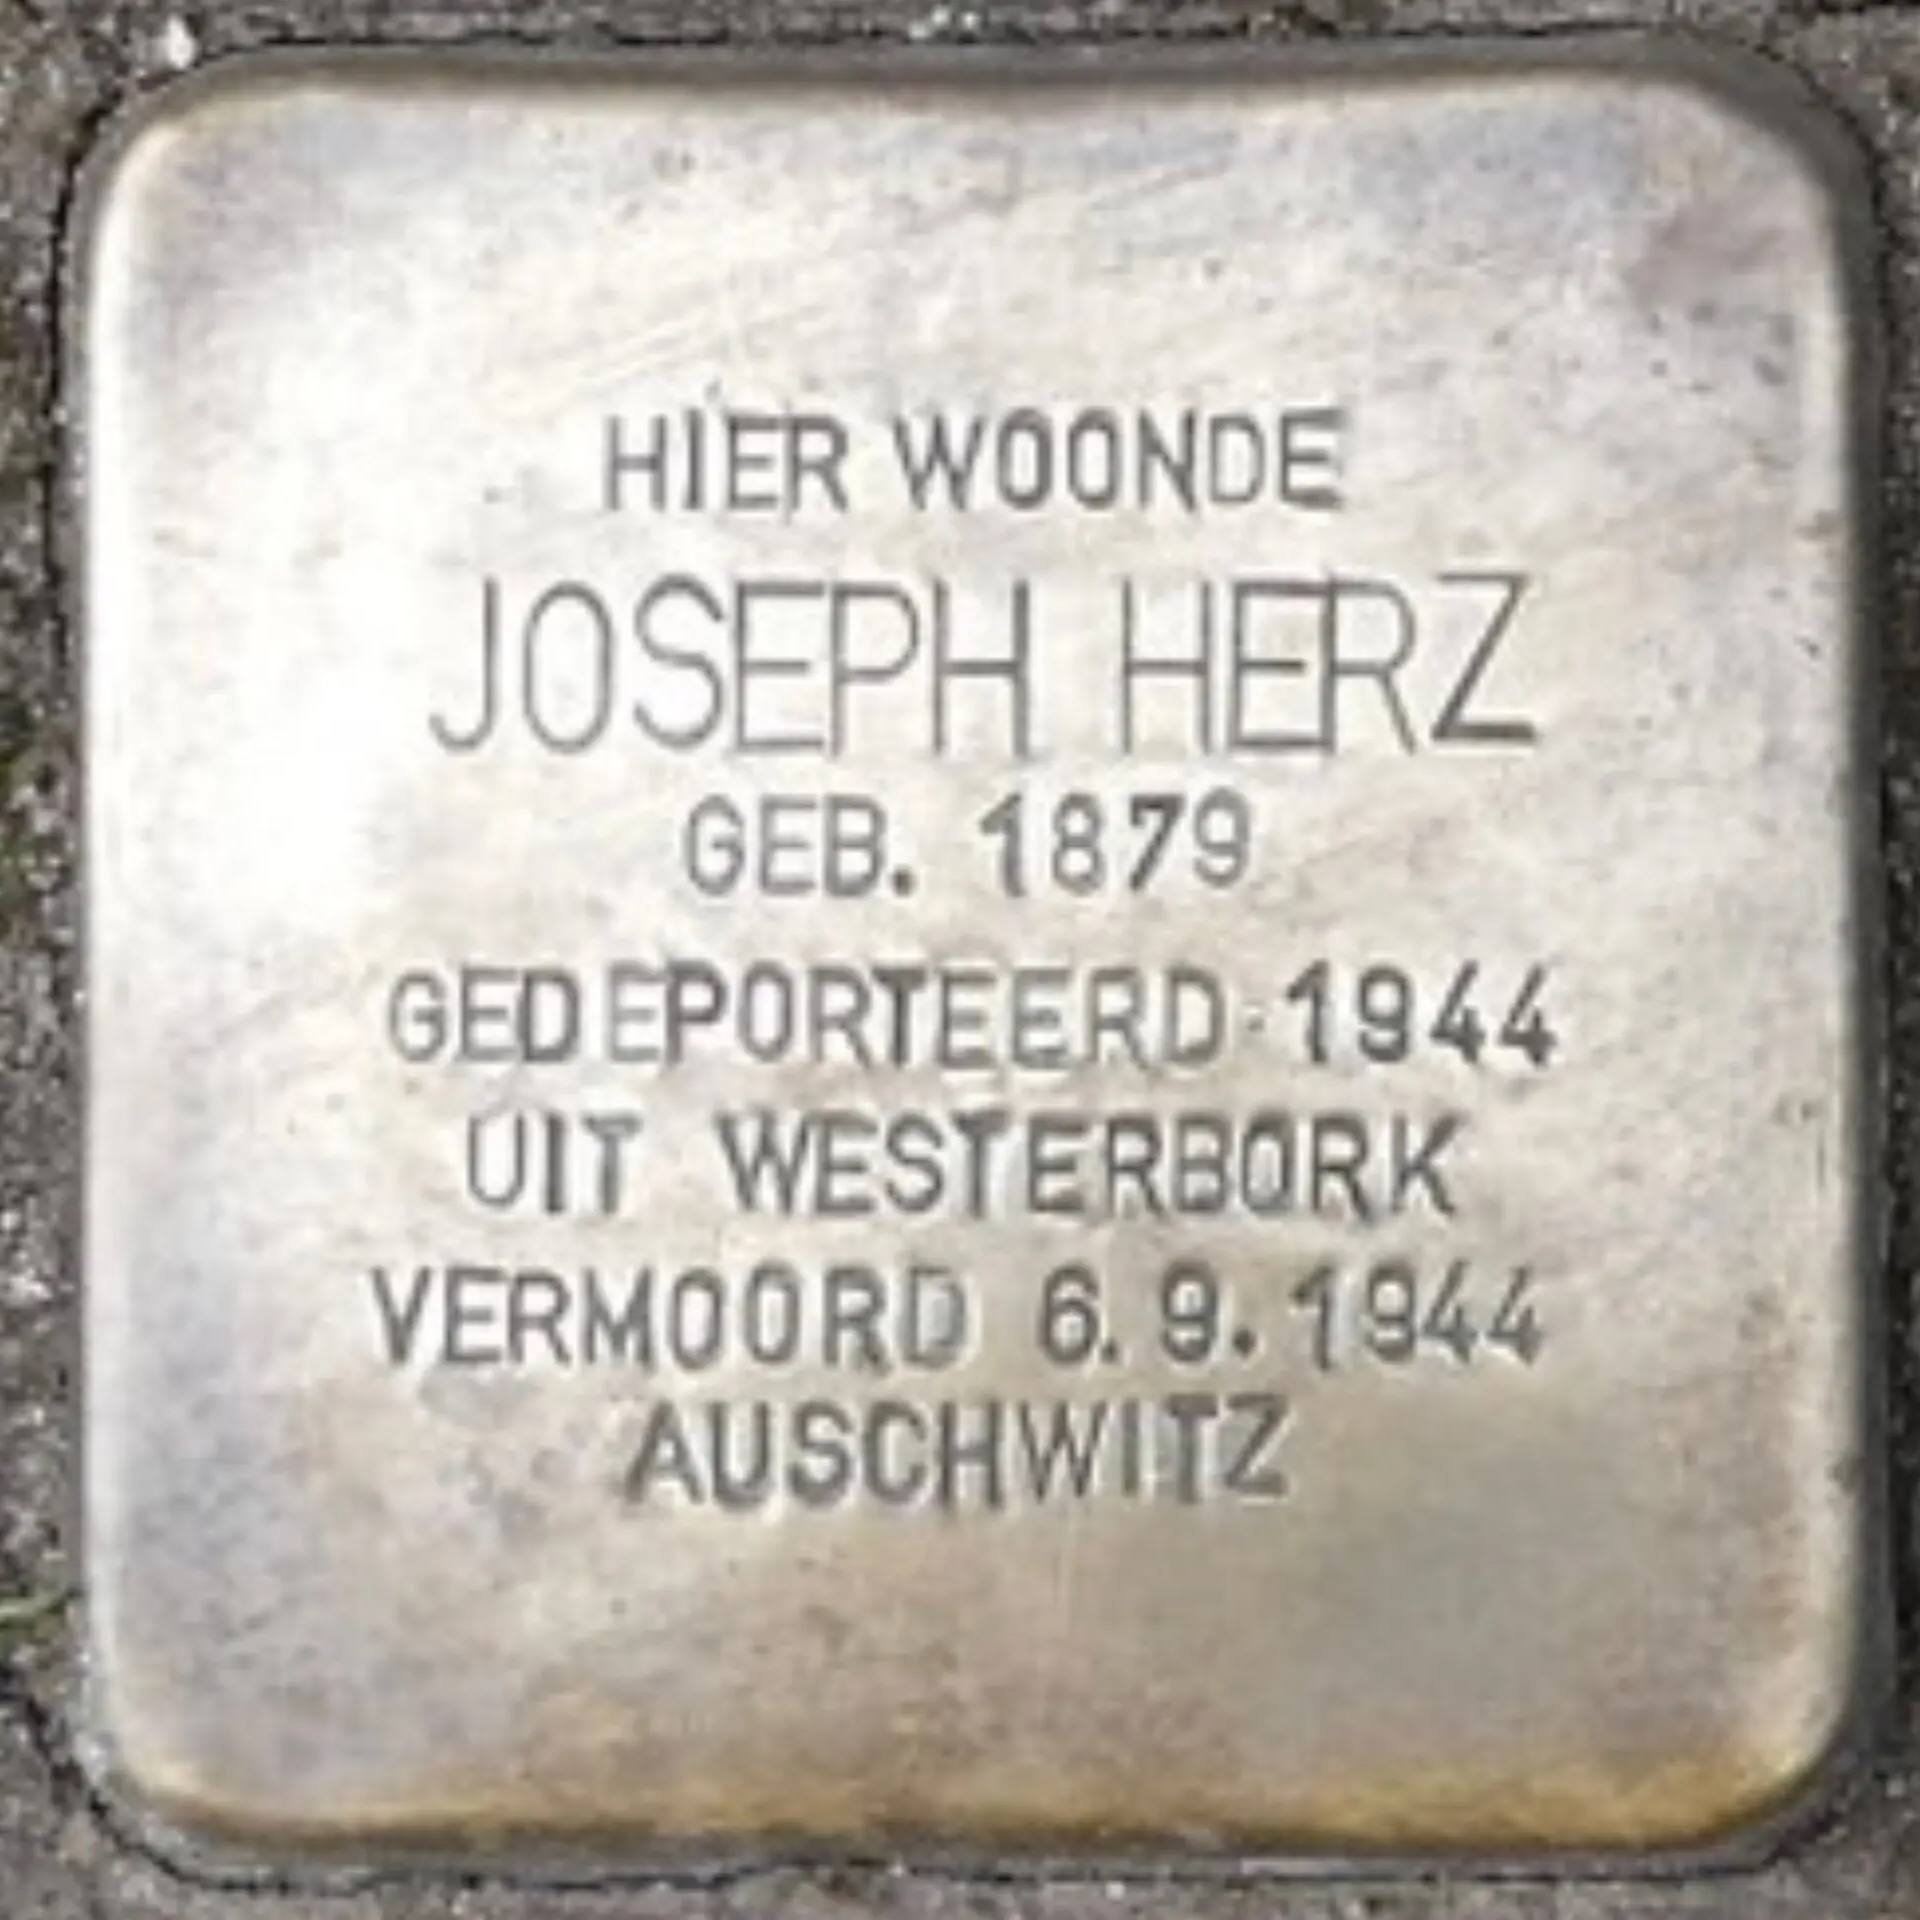 HIER WOONDE
JOSEPH HERZ
GEB. 1879
GEDEPORTEERD 1944
UIT WESTERBORK
VERMOORD 6.9.1944
AUSCHWITZ